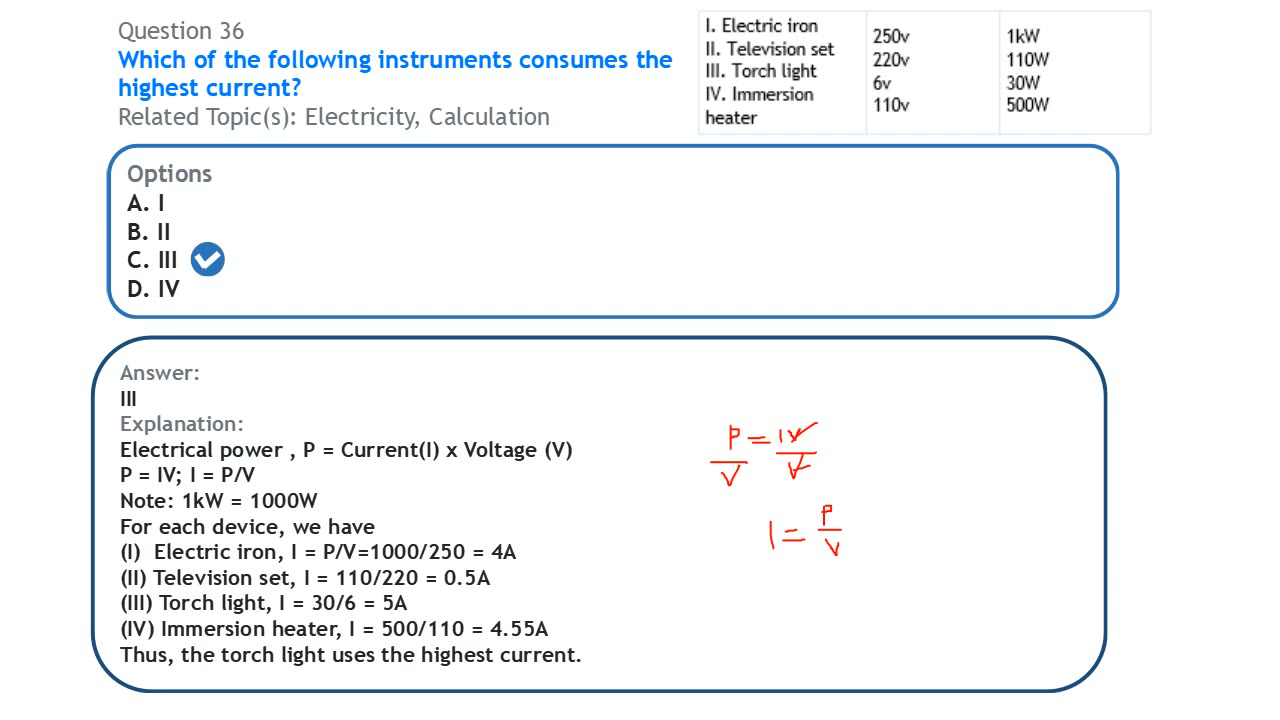 Question 36
Which of the following instruments consumes the
highest current?
Related Topic(s): Electricity, Calculation
I. Electric iron 250v 1kW
II. Television set 220v 110W
III. Torch light 6v 30W
IV. Immersion 110v 500W
heater
Options
A. I
B. II
C. III
D. IV
Answer:
III
Explanation:
Electrical power , P = Current(I) x Voltage (V)
P = IV; I = P/V
Note: 1kW = 1000W
For each device, we have
(I) Electric iron, I = P/V=1000/250 = 4A
(II) Television set, I = 110/220 = 0.5A
(III) Torch light, I = 30/6 = 5A
(IV) Immersion heater, I = 500/110 = 4.55A
Thus, the torch light uses the highest current.
P = IV
V V
I = P
V